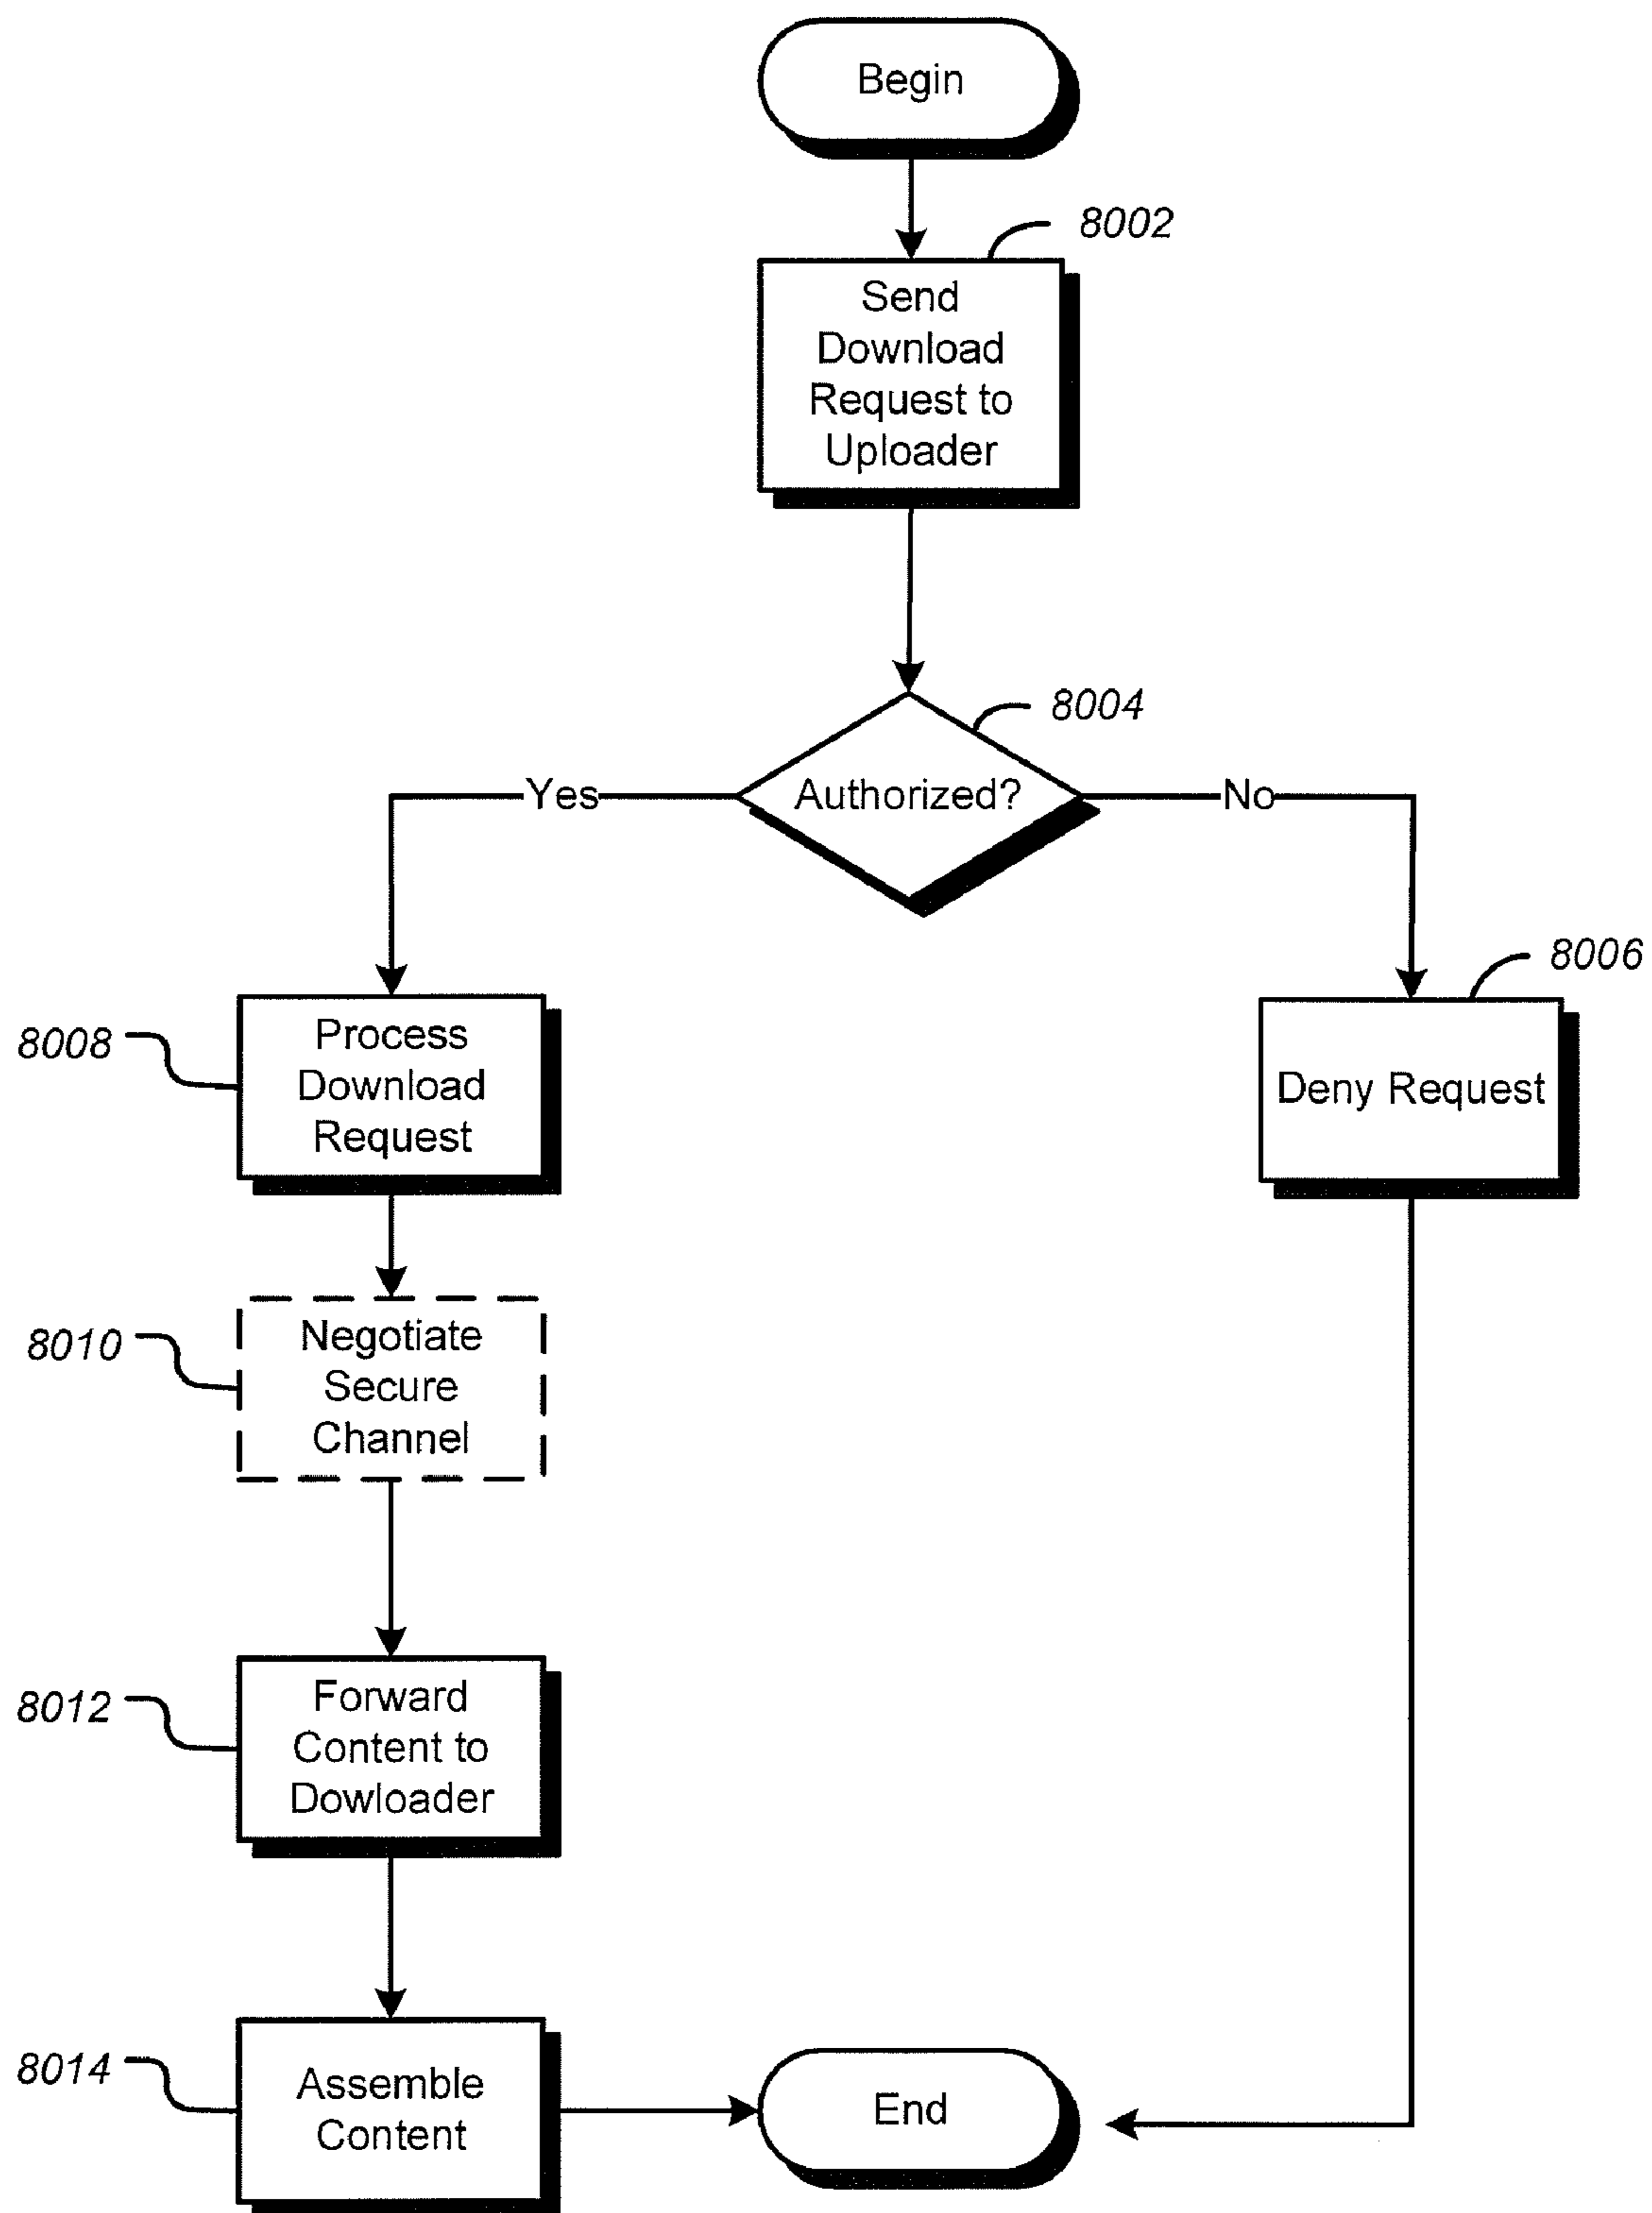 Begin
8002
Send
Download
Request to
Uploader
8004
Authorized?
Yes
No
8006
Deny Request
8008
Process
Download
Request
8010
Negotiate
Secure
Channel
8012
Forward
Content to
Dowloader
8014
Assemble
Content
End